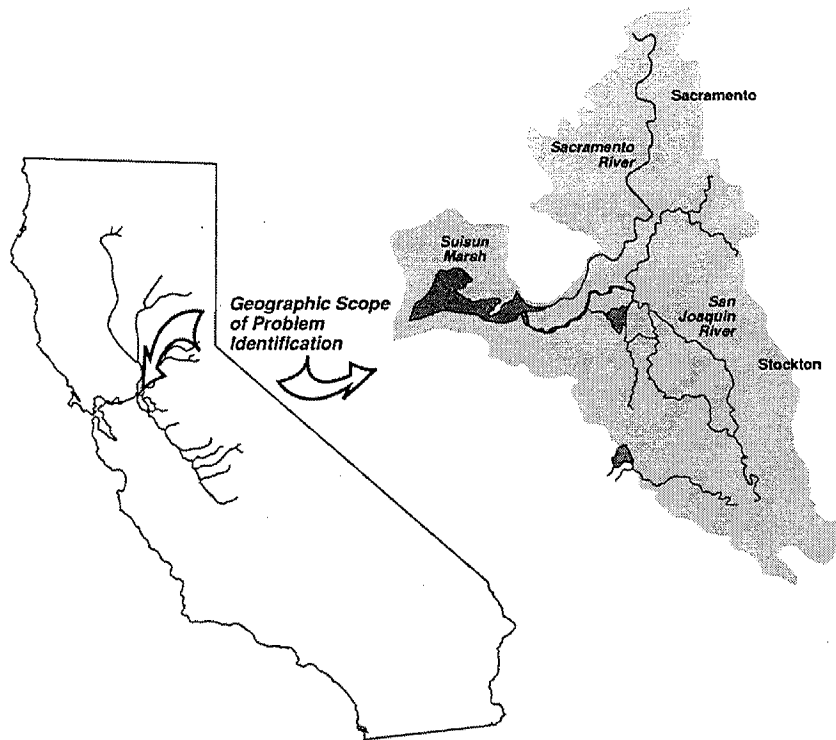 Sacramento
Sacramento
River
Suisun
Marsh
Geographic Scope
of Problem
Identification
San
Joaquin
River
Stockton